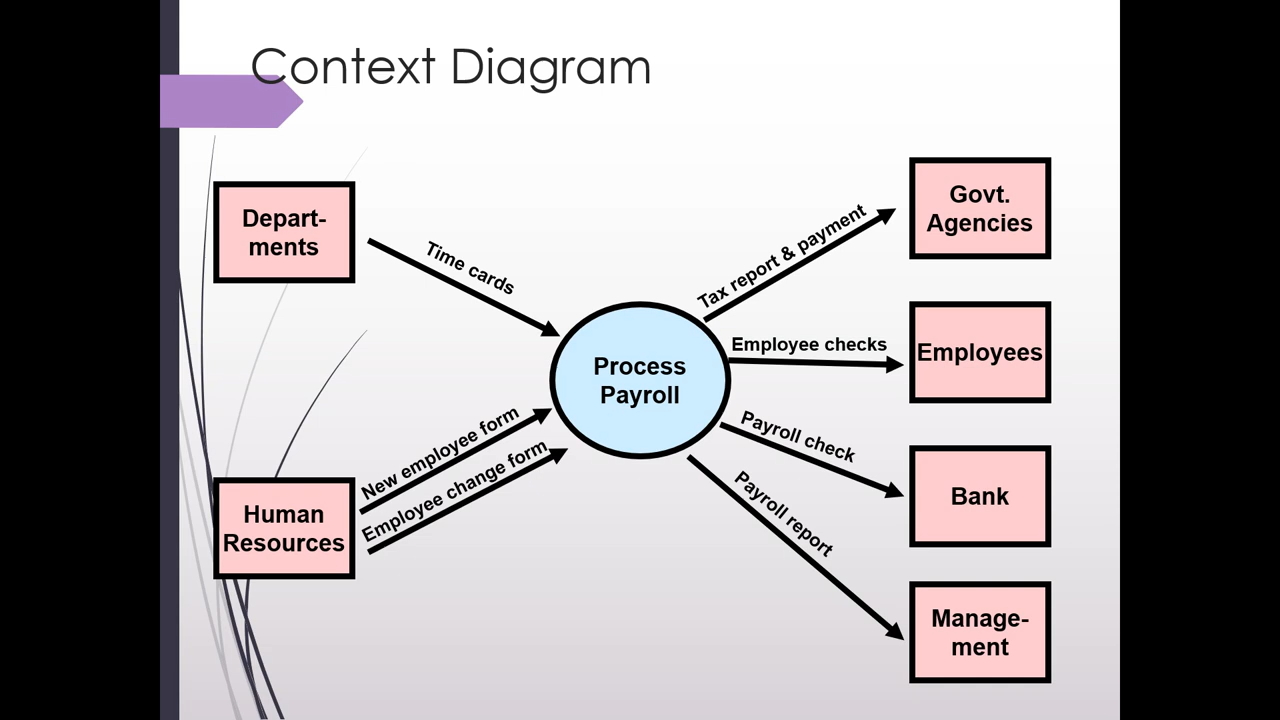 Context Diagram
Depart-
ments
Time cards
Human
Resources
New employee form
Employee change form
Process
Payroll
Tax report & payment
Govt.
Agencies
Employee checks
Employees
Payroll check
Bank
Payroll report
Manage-
ment